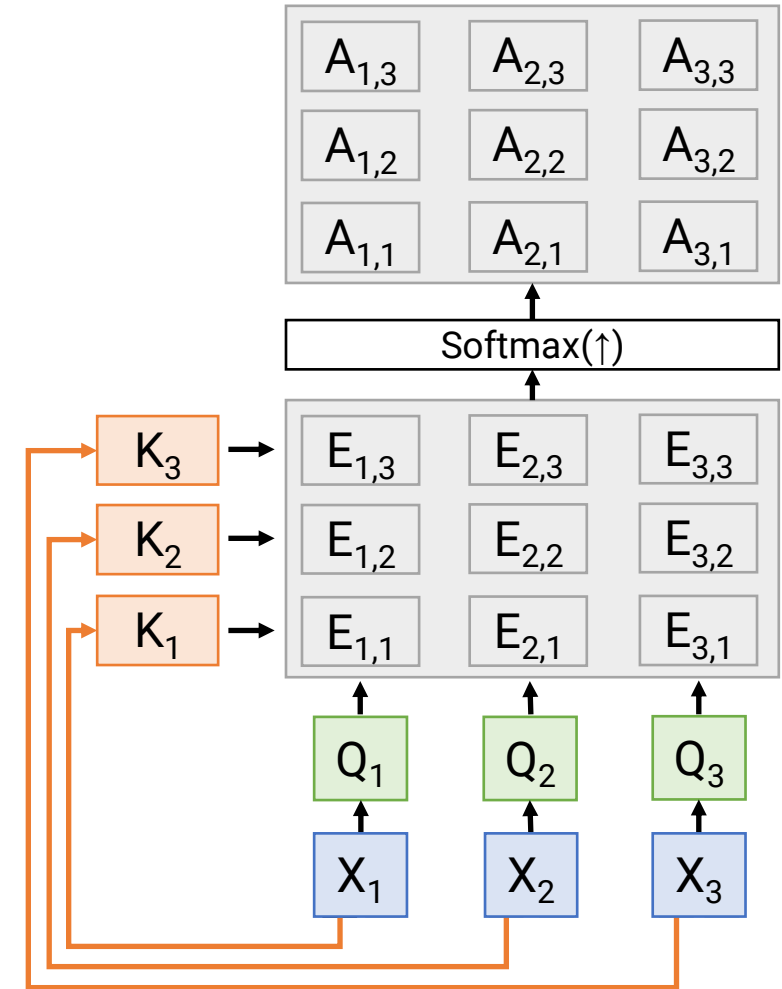 A1,3 A2,3 A3,3
A1,2 A2,2 A3,2
A1,1 A2,1 A3,1
Softmax(↑)
K3 E1,3 E2,3 E3,3
K2 E1,2 E2,2 E3,2
K1 E1,1 E2,1 E3,1
Q1 Q2 Q3
X1 X2 X3